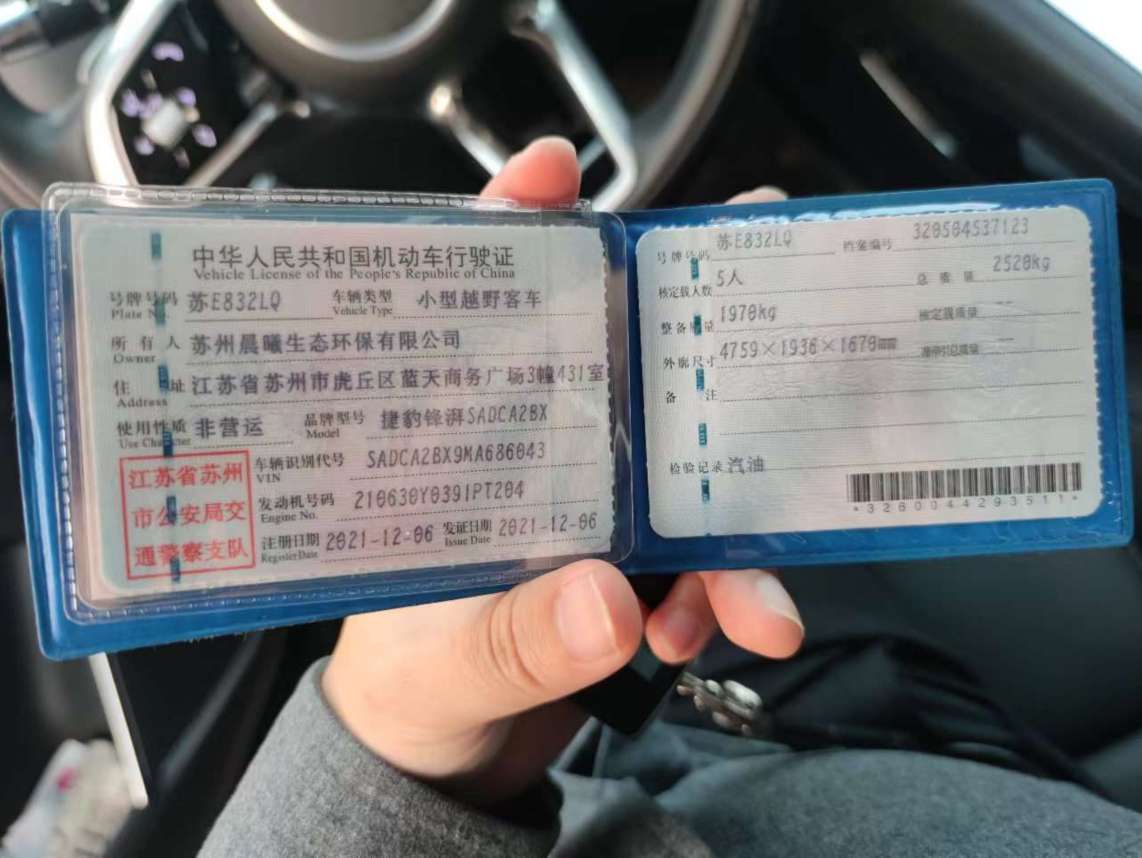 中华人民共和国机动车行驶证
Vehicle License of the People's Republic of China
号牌号码 苏E832LQ 车辆类型 小型越野客车
Plate No. Vehicle Type
所有人 苏州晨曦生态环保有限公司
Owner
住址 江苏省苏州市虎丘区蓝天商务广场3幢431室
Address
使用性质 非营运 品牌型号 捷豹锋湃SADCA2BX
Use Character Model
江苏省苏州
市公安局交
通警察支队
车辆识别代号 SADCA2BX9MA686043
VIN
发动机号码 210630Y0391PT204
Engine No.
注册日期 2021-12-06 发证日期 2021-12-06
Register Date Issue Date
号牌号码 苏E832LQ 档案编号 320504537123
核定载人数 5人 总质量 2520kg
整备质量 1970kg 核定载质量
外廓尺寸 4759×1936×1670mm 准牵引总质量
备注
检验记录 汽油
*3260044293511*